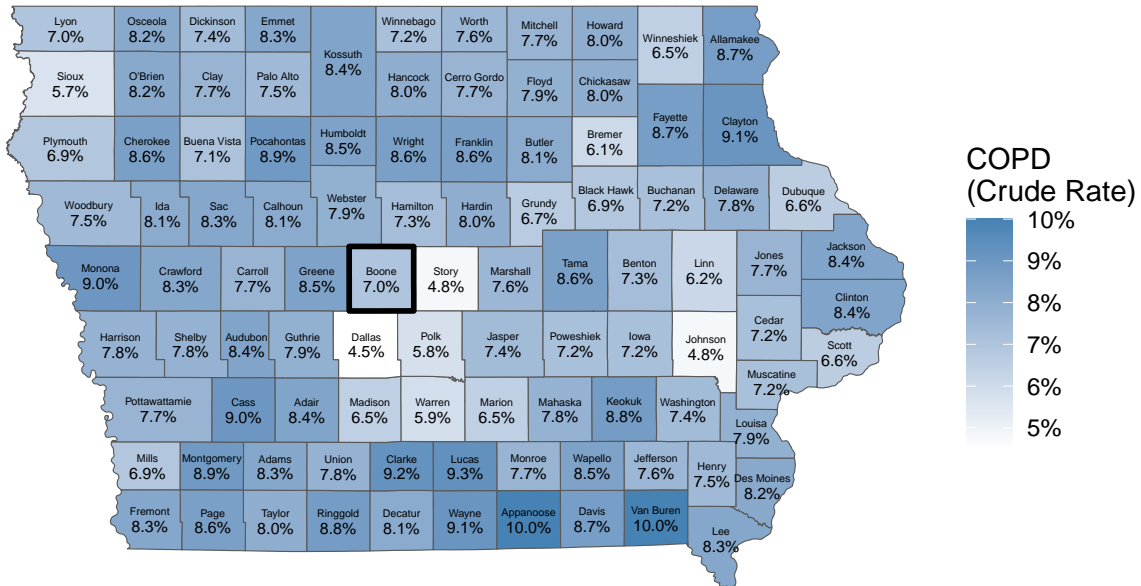 Lyon
7.0%
Osceola
8.2%
Dickinson
7.4%
Emmet
8.3%
Kossuth
8.4%
Winnebago
7.2%
Worth
7.6%
Mitchell
7.7%
Howard
8.0%
Winneshiek
6.5%
Allamakee
8.7%
Sioux
5.7%
O'Brien
8.2%
Clay
7.7%
Palo Alto
7.5%
Hancock
8.0%
Cerro Gordo
7.7%
Floyd
7.9%
Chickasaw
8.0%
Fayette
8.7%
Clayton
9.1%
Plymouth
6.9%
Cherokee
8.6%
Buena Vista
7.1%
Pocahontas
8.9%
Humboldt
8.5%
Wright
8.6%
Franklin
8.6%
Butler
8.1%
Bremer
6.1%
COPD
(Crude Rate)
10%
9%
8%
7%
6%
5%
Woodbury
7.5%
Ida
8.1%
Sac
8.3%
Calhoun
8.1%
Webster
7.9%
Hamilton
7.3%
Hardin
8.0%
Grundy
6.7%
Black Hawk
6.9%
Buchanan
7.2%
Delaware
7.8%
Dubuque
6.6%
Monona
9.0%
Crawford
8.3%
Carroll
7.7%
Greene
8.5%
Boone
7.0%
Story
4.8%
Marshall
7.6%
Tama
8.6%
Benton
7.3%
Linn
6.2%
Jones
7.7%
Jackson
8.4%
Clinton
8.4%
Harrison
7.8%
Shelby
7.8%
Audubon
8.4%
Guthrie
7.9%
Dallas
4.5%
Polk
5.8%
Jasper
7.4%
Poweshiek
7.2%
Iowa
7.2%
Johnson
4.8%
Cedar
7.2%
Scott
6.6%
Muscatine
7.2%
Pottawattamie
7.7%
Cass
9.0%
Adair
8.4%
Madison
6.5%
Warren
5.9%
Marion
6.5%
Mahaska
7.8%
Keokuk
8.8%
Washington
7.4%
Louisa
7.9%
Mills
6.9%
Montgomery
8.9%
Adams
8.3%
Union
7.8%
Clarke
9.2%
Lucas
9.3%
Monroe
7.7%
Wapello
8.5%
Jefferson
7.6%
Henry
7.5%
Des Moines
8.2%
Fremont
8.3%
Page
8.6%
Taylor
8.0%
Ringgold
8.8%
Decatur
8.1%
Wayne
9.1%
Appanoose
10.0%
Davis
8.7%
Van Buren
10.0%
Lee
8.3%